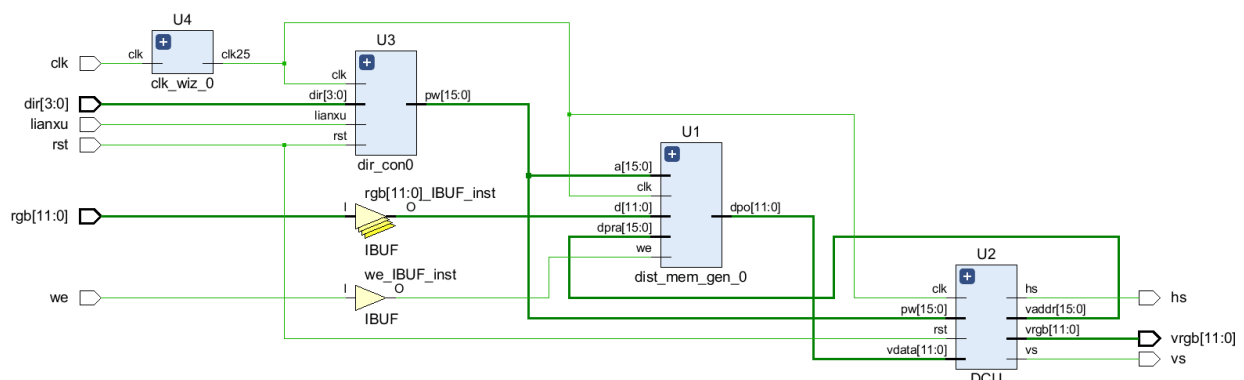 U4
clk
clk
clk25
clk_wiz_0
U3
clk
dir[3:0]
dir[3:0]
pw[15:0]
lianxu
lianxu
rst
rst
dir_con0
U1
a[15:0]
clk
rgb[11:0]_IBUF_inst
rgb[11:0]
I
O
d[11:0]
dpo[11:0]
dpra[15:0]
IBUF
we
dist_mem_gen_0
we_IBUF_inst
we
I
O
IBUF
U2
clk
hs
hs
pw[15:0]
vaddr[15:0]
rst
vrgb[11:0]
vrgb[11:0]
vdata[11:0]
vs
vs
DCU